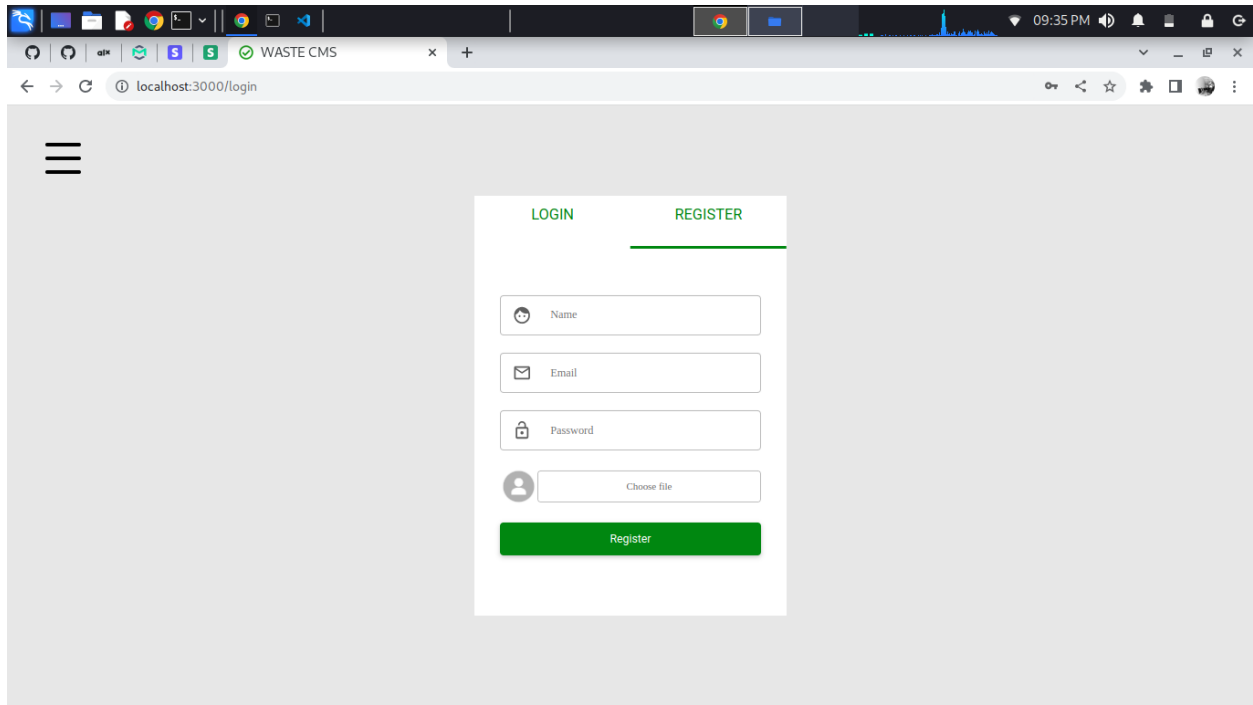 09:35 PM
WASTE CMS
localhost:3000/login
LOGIN
REGISTER
Name
Email
Password
Choose file
Register